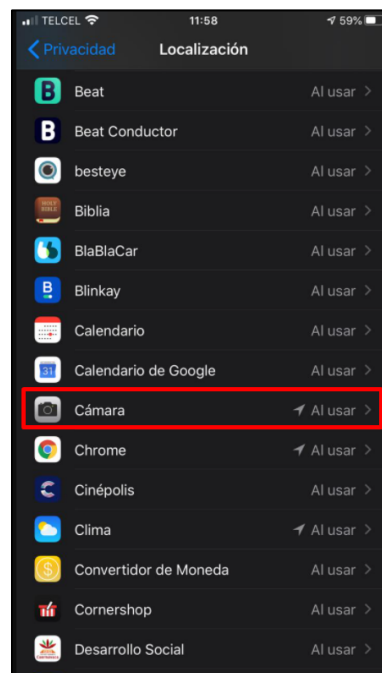 TELCEL 11:58 59%
Privacidad Localización
Beat Al usar
Beat Conductor Al usar
besteye Al usar
HOLY BIBLE
Biblia Al usar
BlaBlaCar Al usar
Blinkay Al usar
Calendario Al usar
31 Calendario de Google Al usar
Cámara Al usar
Chrome Al usar
Cinépolis Al usar
Clima Al usar
Convertidor de Moneda Al usar
Cornershop Al usar
Desarrollo Social Al usar